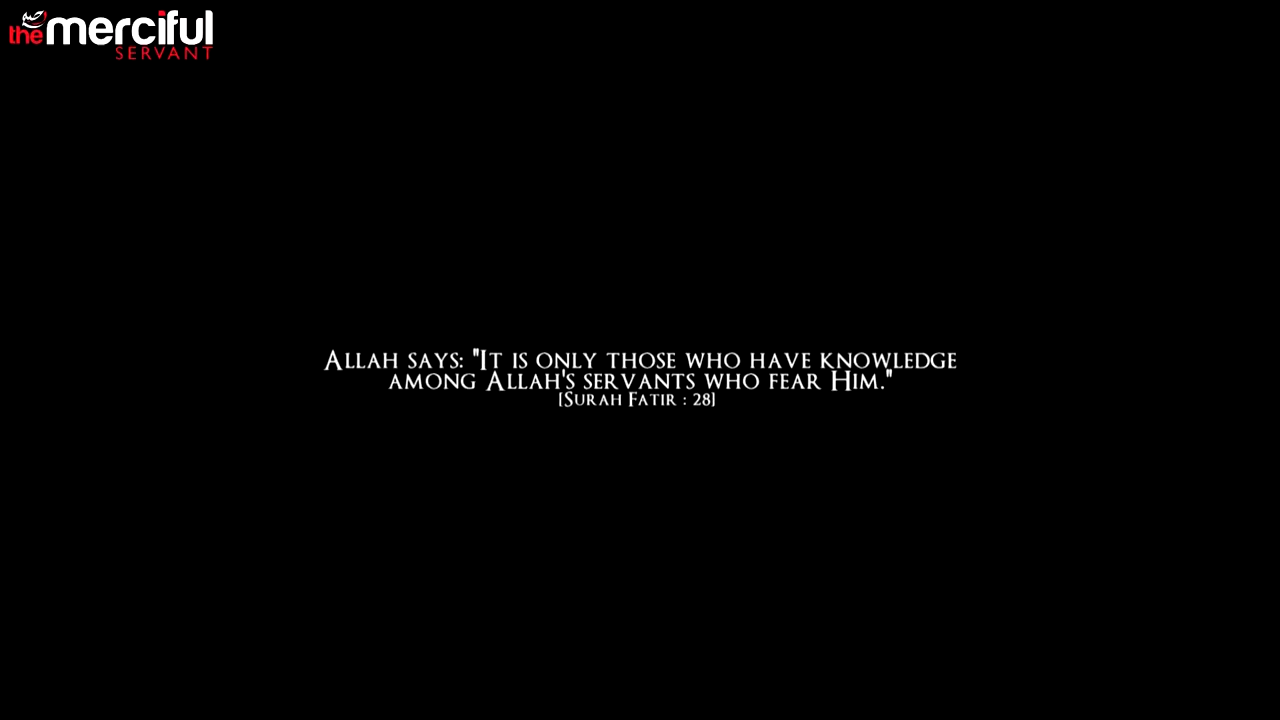 the merciful
SERVANT
ALLAH SAYS: "IT IS ONLY THOSE WHO HAVE KNOWLEDGE
AMONG ALLAH'S SERVANTS WHO FEAR HIM."
[SURAH FATIR : 28]